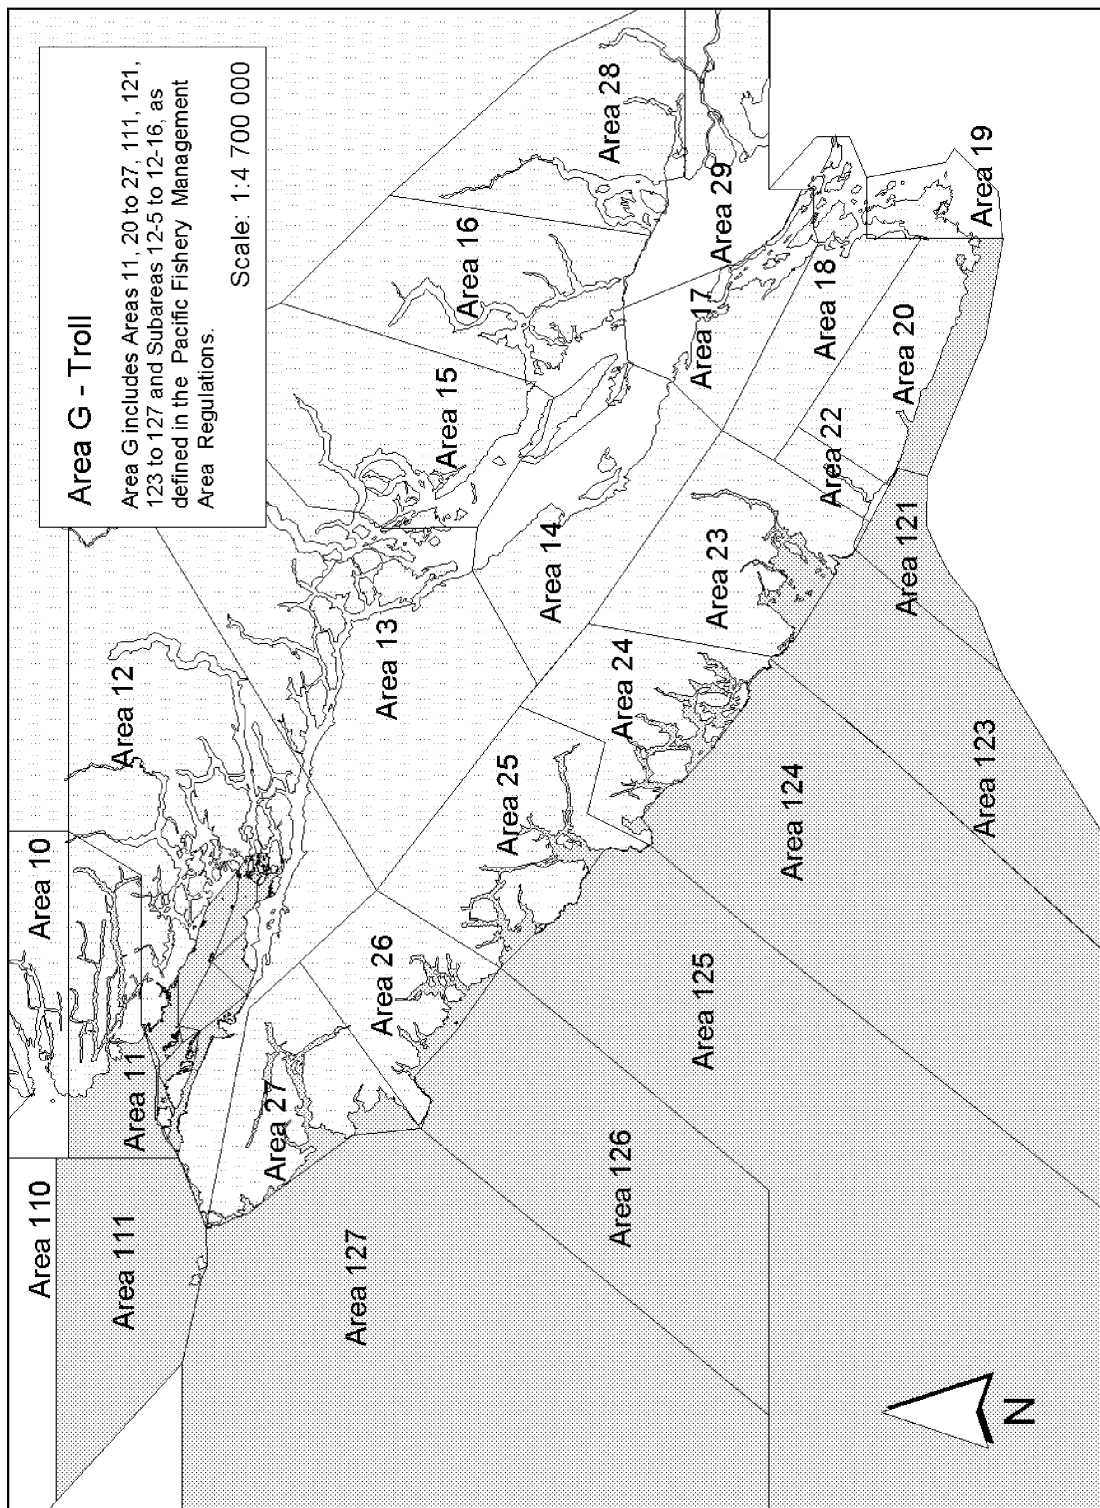 Area G - Troll
Area G includes Areas 11, 20 to 27, 111, 121,
123 to 127 and Subareas 12-5 to 12-16, as
defined in the Pacific Fishery Management
Area Regulations.
Scale: 1:4 700 000
Area 110
Area 10
Area 111
Area 11
Area 12
Area 127
Area 27
Area 26
Area 13
Area 15
Area 16
Area 28
Area 126
Area 25
Area 14
Area 125
Area 24
Area 23
Area 17
Area 29
Area 124
Area 22
Area 18
Area 123
Area 121
Area 20
Area 19
N